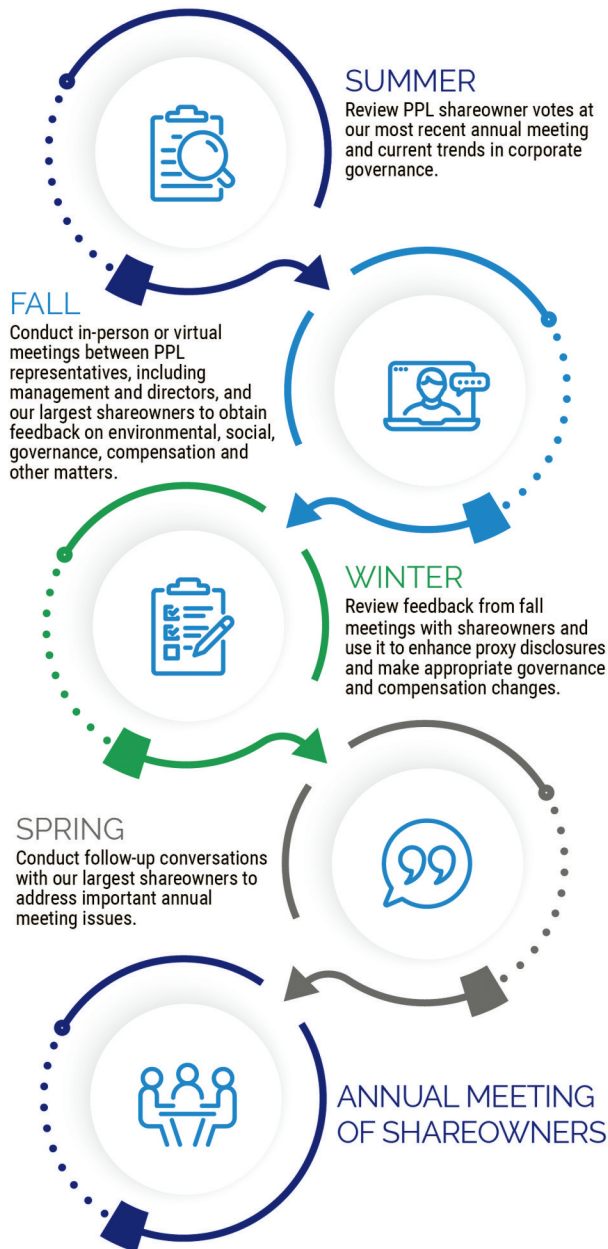 SUMMER
Review PPL shareowner votes at
our most recent annual meeting
and current trends in corporate
governance.
FALL
Conduct in-person or virtual
meetings between PPL
representatives, including
management and directors, and
our largest shareowners to obtain
feedback on environmental, social,
governance, compensation and
other matters.
WINTER
Review feedback from fall
meetings with shareowners and
use it to enhance proxy disclosures
and make appropriate governance
and compensation changes.
SPRING
Conduct follow-up conversations
with our largest shareowners to
address important annual
meeting issues.
ANNUAL MEETING
OF SHAREOWNERS